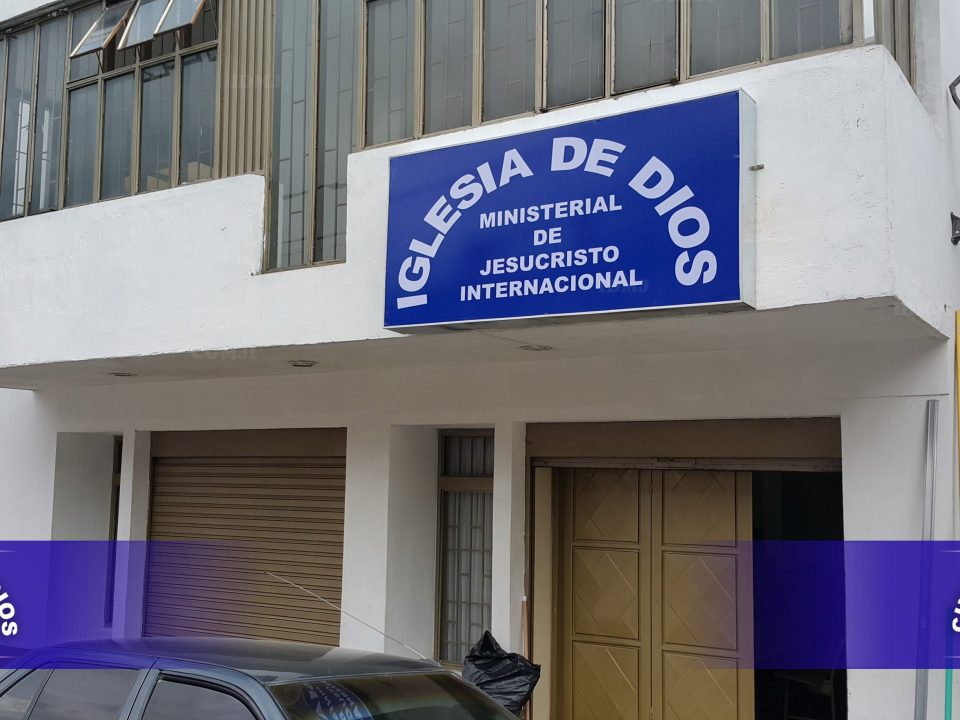 IGLESIA DE DIOS
MINISTERIAL
DE
JESUCRISTO
INTERNACIONAL